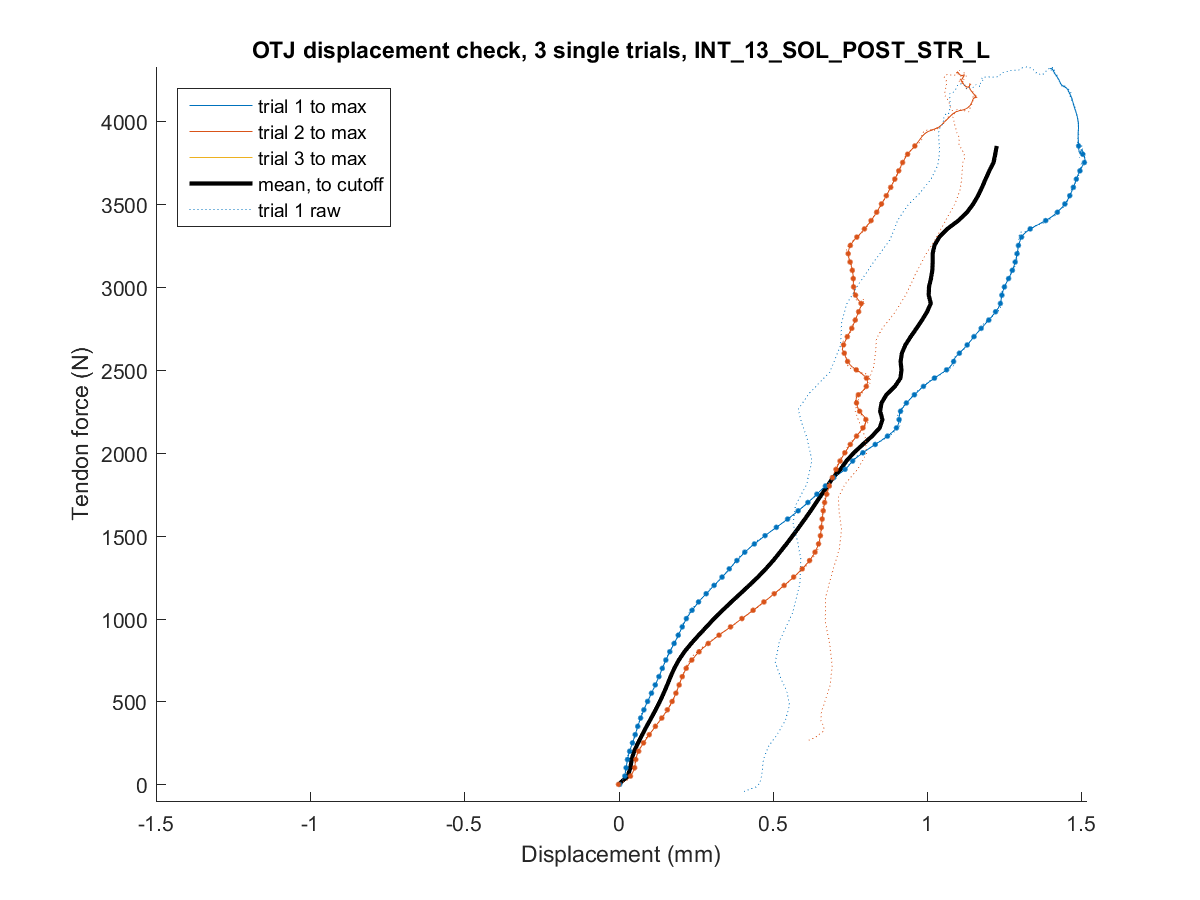 OTJ displacement check, 3 single trials, INT_13_SOL_POST_STR_L
trial 1 to max
trial 2 to max
trial 3 to max
mean, to cutoff
trial 1 raw
4000
3500
3000
2500
2000
1500
1000
500
0
Tendon force (N)
-1.5
-1
-0.5
0
0.5
1
1.5
Displacement (mm)